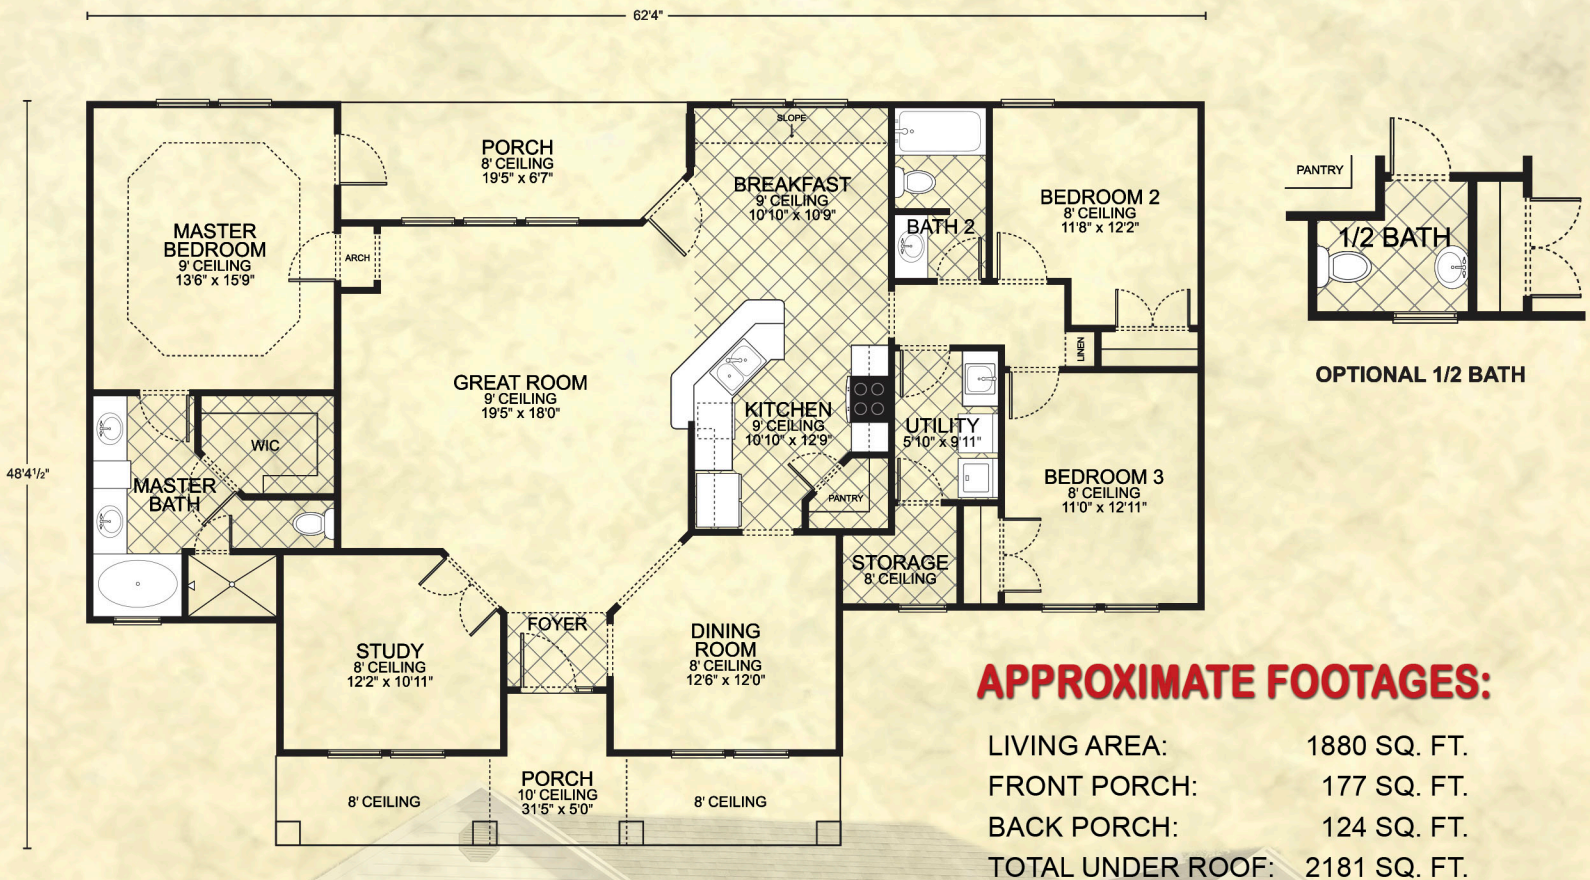 62'4"
48'4½"
PORCH
8' CEILING
19'5" x 6'7"
SLOPE
BREAKFAST
9' CEILING
10'10" x 10'9"
MASTER
BEDROOM
9' CEILING
13'6" x 15'9"
ARCH
BATH 2
BEDROOM 2
8' CEILING
11'8" x 12'2"
PANTRY
1/2 BATH
OPTIONAL 1/2 BATH
LINEN
GREAT ROOM
9' CEILING
19'5" x 18'0"
KITCHEN
9' CEILING
10'10" x 12'9"
UTILITY
5'10" x 9'11"
WIC
MASTER
BATH
PANTRY
BEDROOM 3
8' CEILING
11'0" x 12'11"
STORAGE
8' CEILING
FOYER
STUDY
8' CEILING
12'2" x 10'11"
DINING
ROOM
8' CEILING
12'6" x 12'0"
8' CEILING
PORCH
10' CEILING
31'5" x 5'0"
8' CEILING
APPROXIMATE FOOTAGES:
LIVING AREA: 1880 SQ. FT.
FRONT PORCH: 177 SQ. FT.
BACK PORCH: 124 SQ. FT.
TOTAL UNDER ROOF: 2181 SQ. FT.